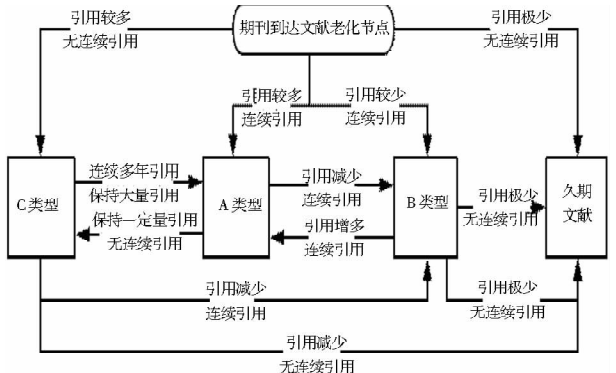 引用较多
无连续引用
期刊到达文献老化节点
引用极少
无连续引用
引用较多
连续引用
引用较少
连续引用
C类型
连续多年引用
保持大量引用
保持一定量引用
无连续引用
A类型
引用减少
连续引用
引用增多
连续引用
B类型
引用极少
无连续引用
久期
文献
引用减少
连续引用
引用极少
无连续引用
引用减少
无连续引用